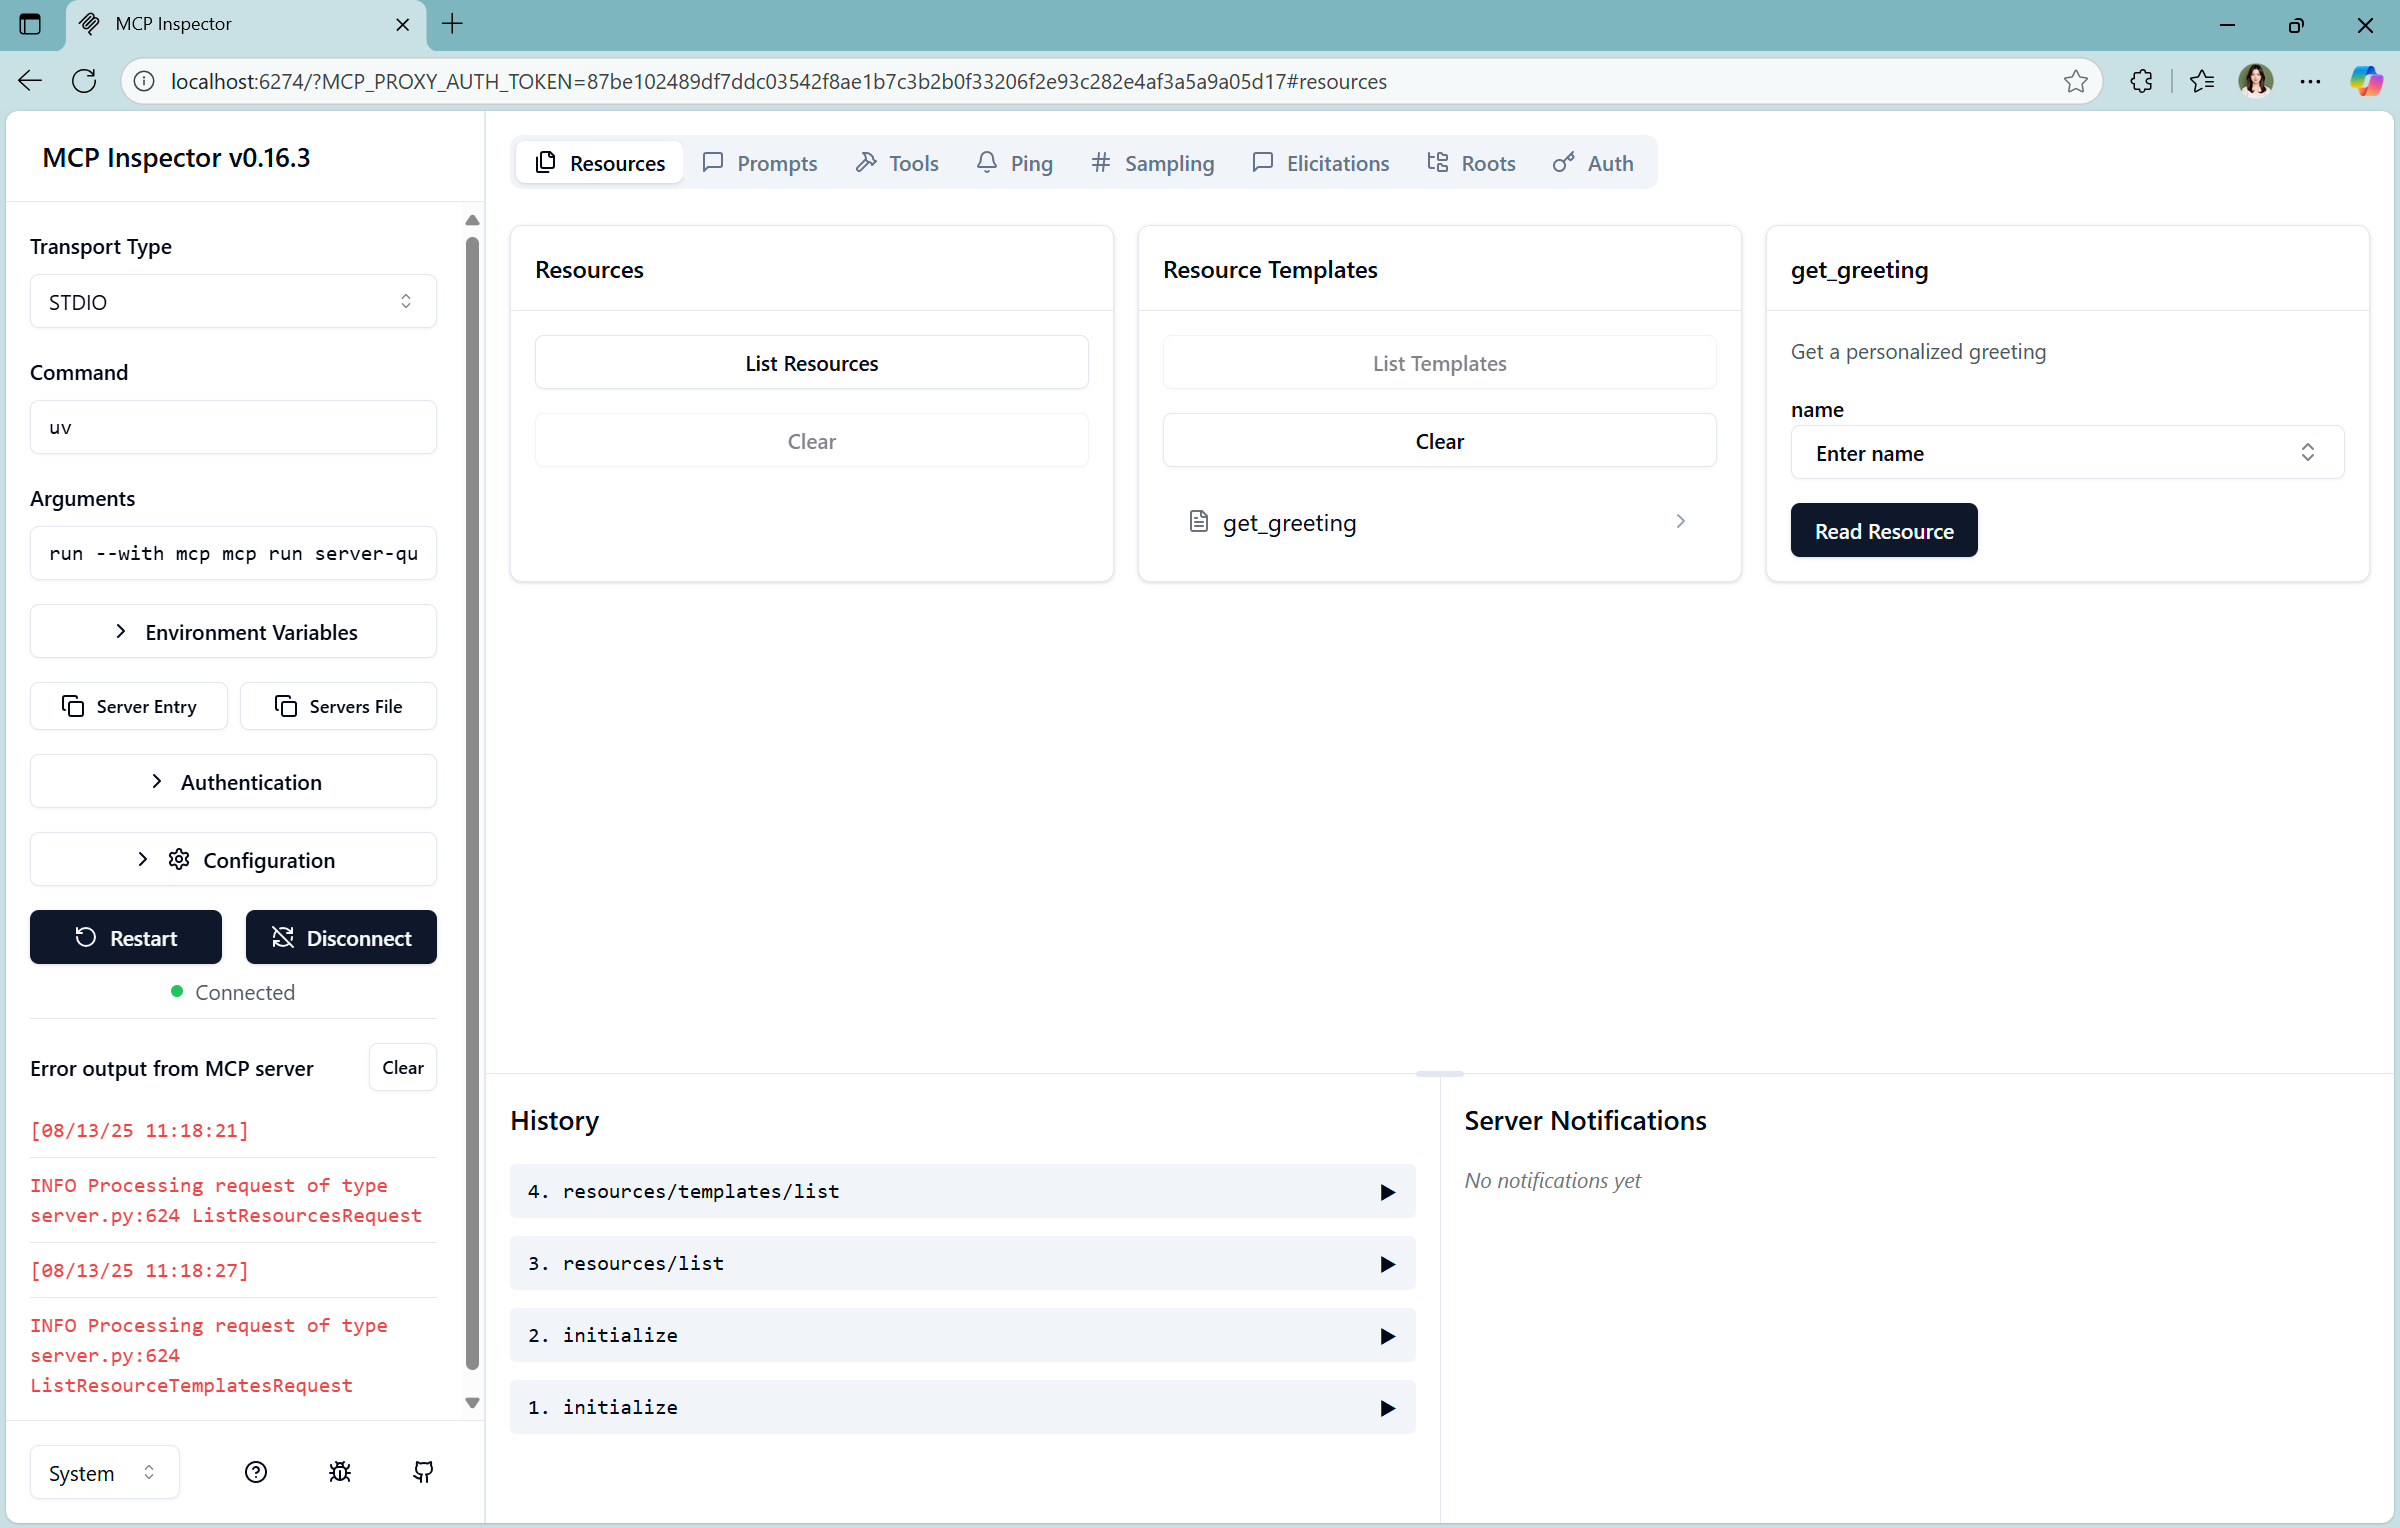 MCP Inspector
localhost:6274/?MCP_PROXY_AUTH_TOKEN=87be102489df7ddc03542f8ae1b7c3b2b0f33206f2e93c282e4af3a5a9a05d17#resources
MCP Inspector v0.16.3
Transport Type
STDIO
Command
uv
Arguments
run --with mcp mcp run server-qu
Environment Variables
Server Entry
Servers File
Authentication
Configuration
Restart
Disconnect
Connected
Error output from MCP server
Clear
[08/13/25 11:18:21]
INFO Processing request of type
server.py:624 ListResourcesRequest
[08/13/25 11:18:27]
INFO Processing request of type
server.py:624
ListResourceTemplatesRequest
System
Resources
Prompts
Tools
Ping
Sampling
Elicitations
Roots
Auth
Resources
List Resources
Clear
Resource Templates
List Templates
Clear
get_greeting
get_greeting
Get a personalized greeting
name
Enter name
Read Resource
History
4. resources/templates/list
3. resources/list
2. initialize
1. initialize
Server Notifications
No notifications yet